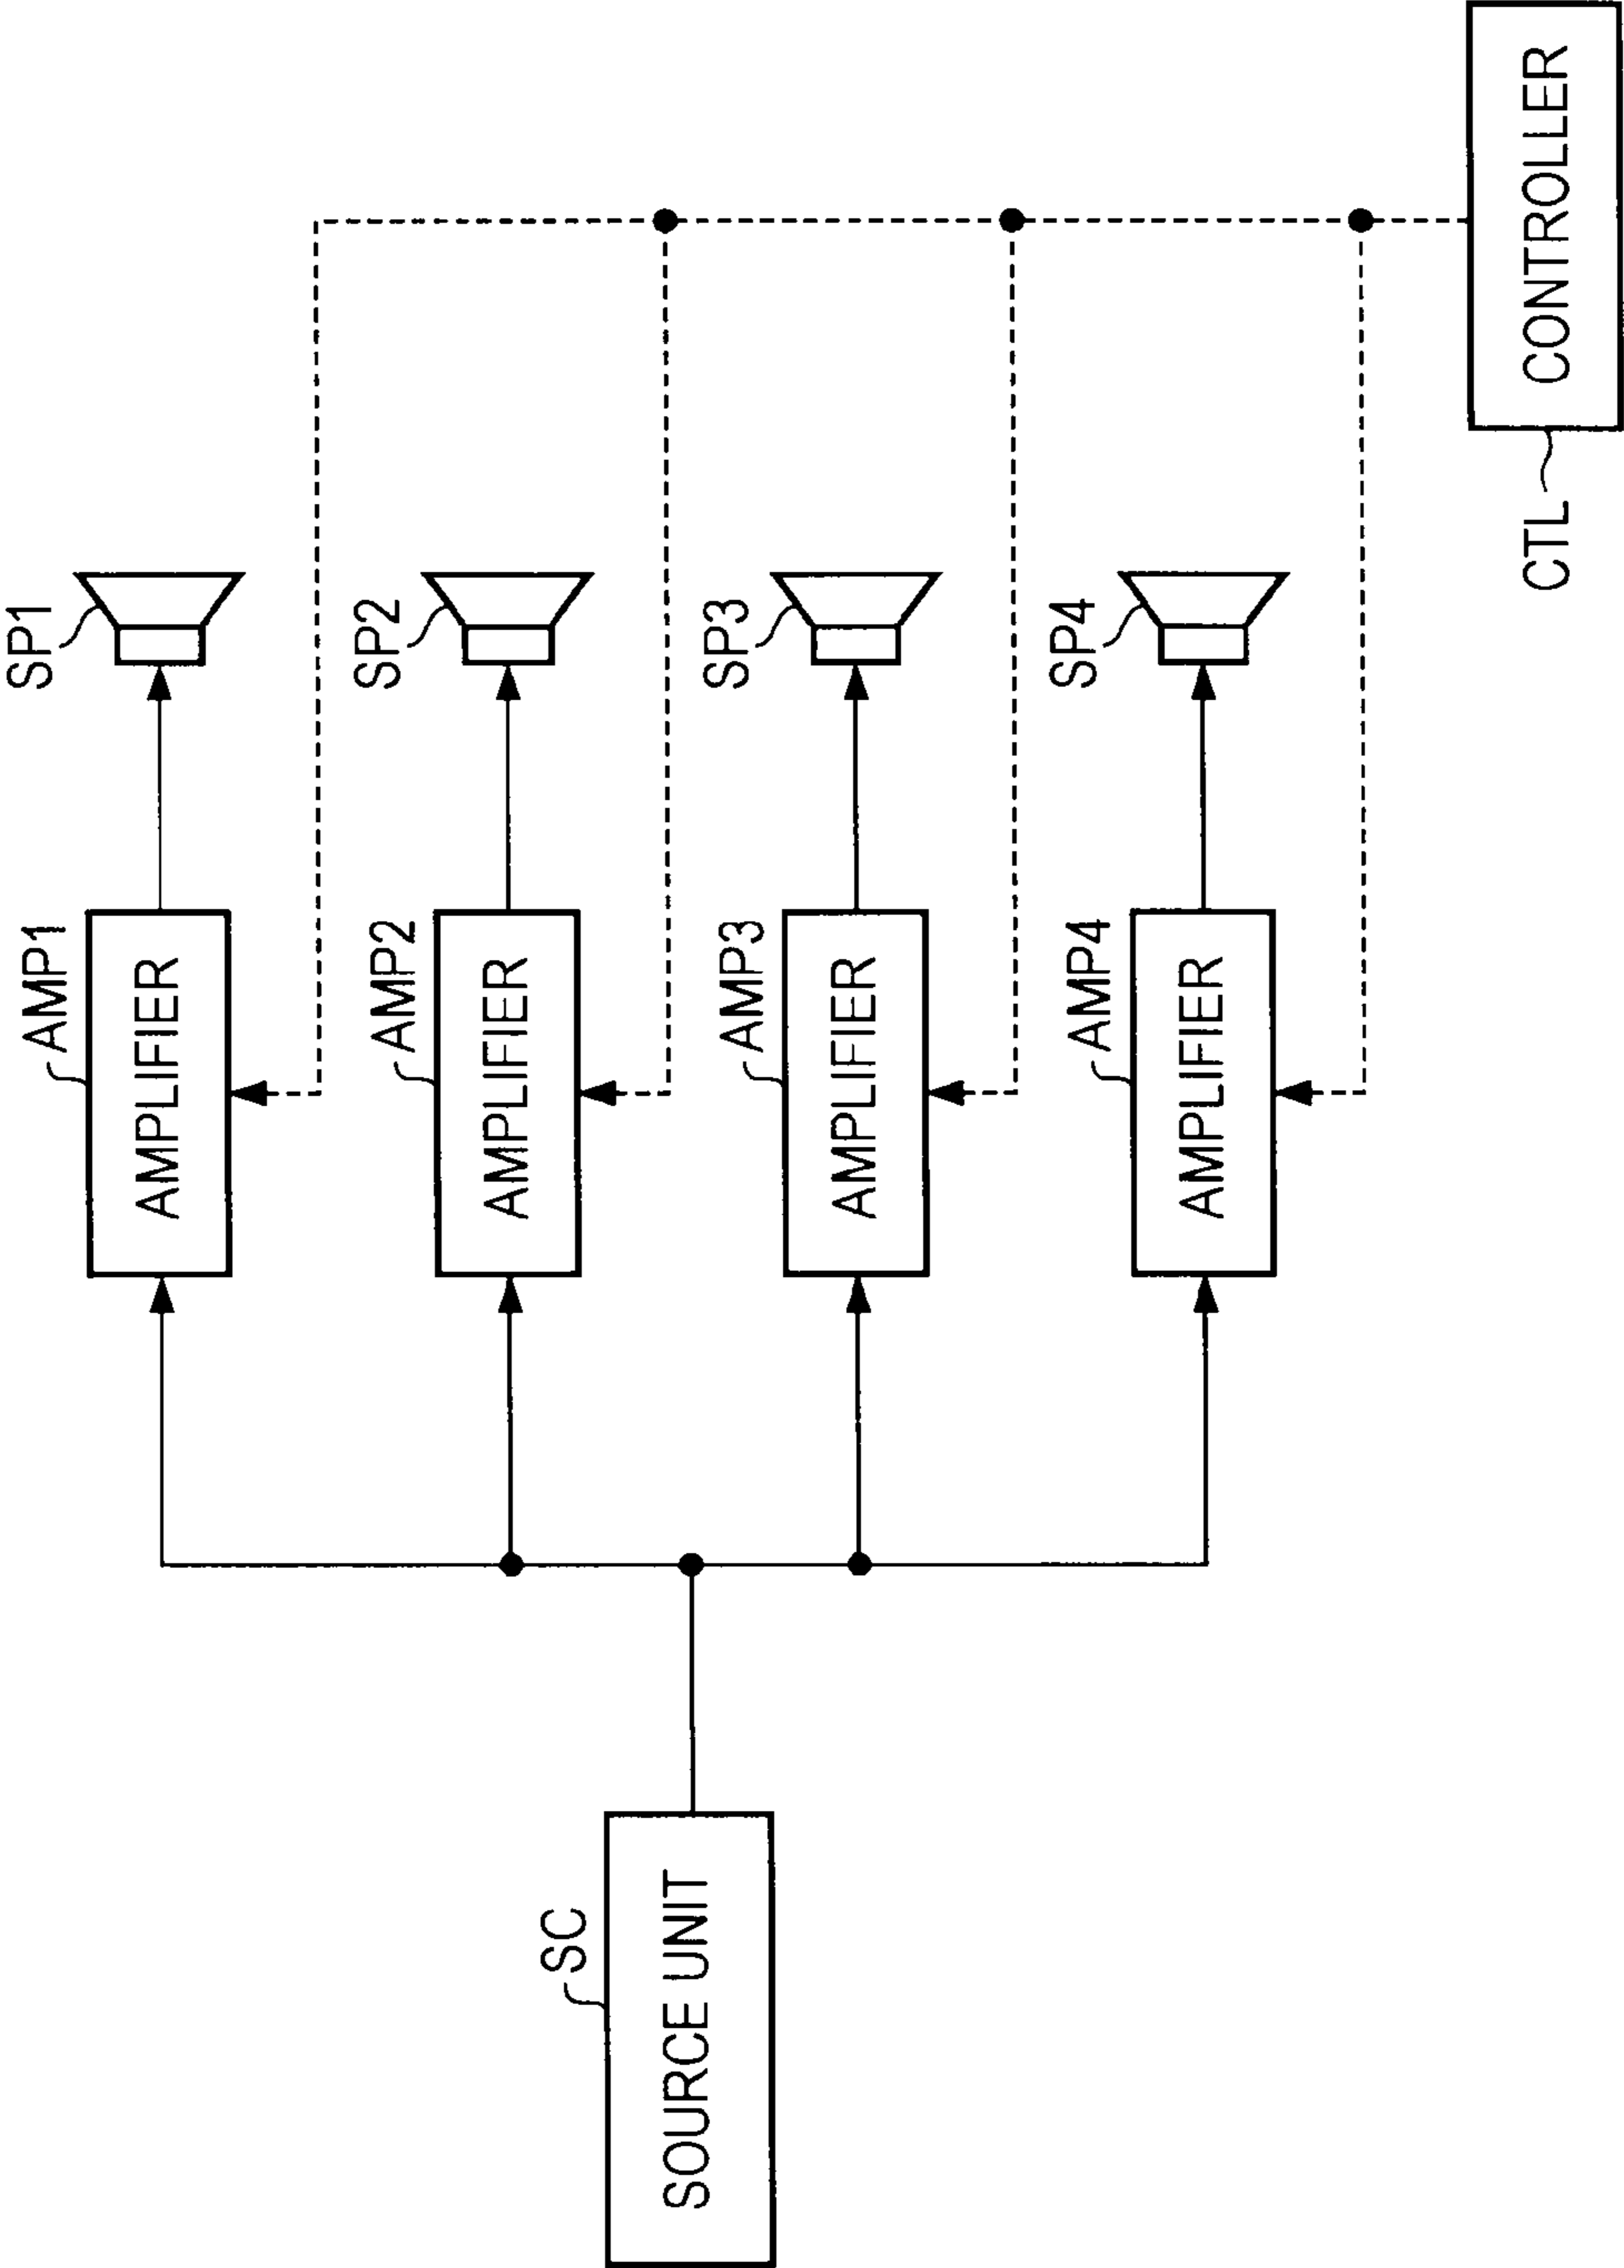 SC
SOURCE UNIT
AMP1
AMPLIFIER
SP1
AMP2
AMPLIFIER
SP2
AMP3
AMPLIFIER
SP3
AMP4
AMPLIFIER
SP4
CTL
CONTROLLER